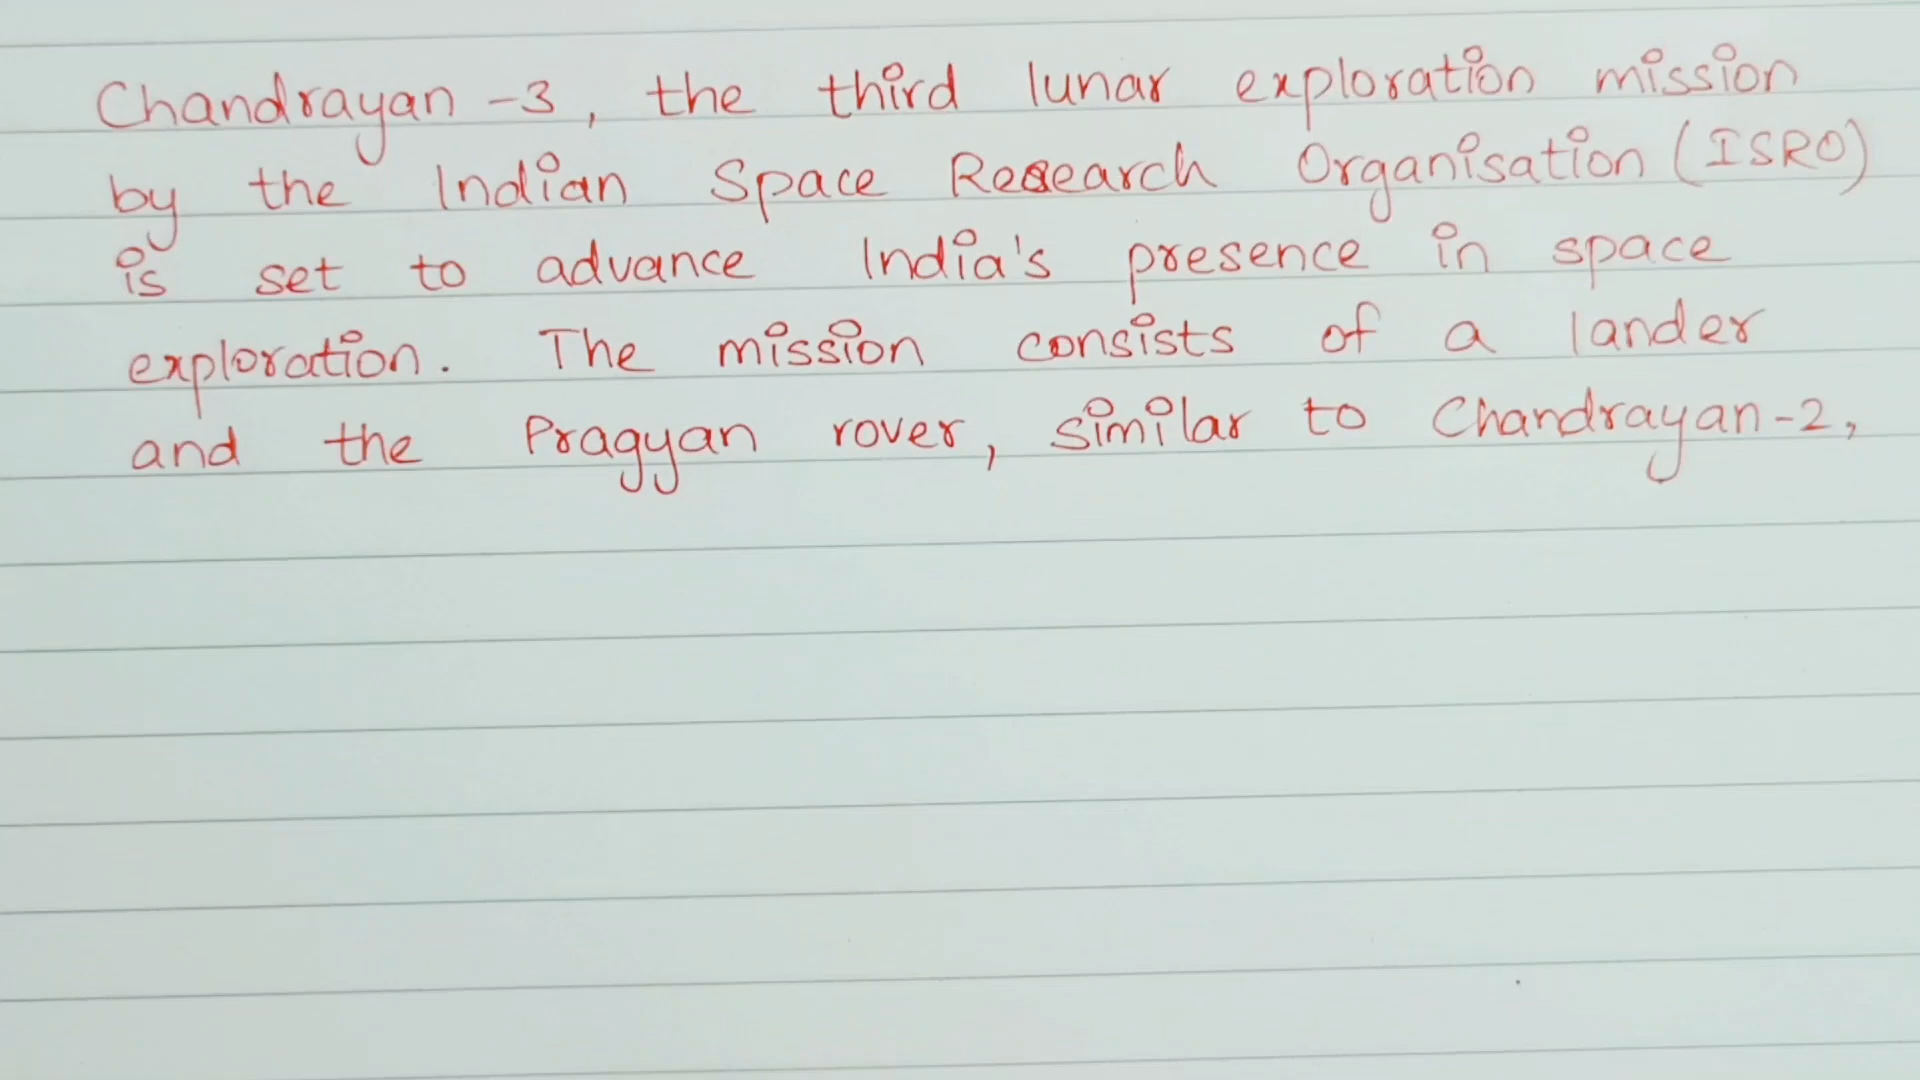 Chandrayan -3, the third lunar exploration mission
by the Indian Space Research Organisation (ISRO)
is set to advance India's presence in space
exploration. The mission consists of a lander
and the Pragyan rover, similar to Chandrayan-2,